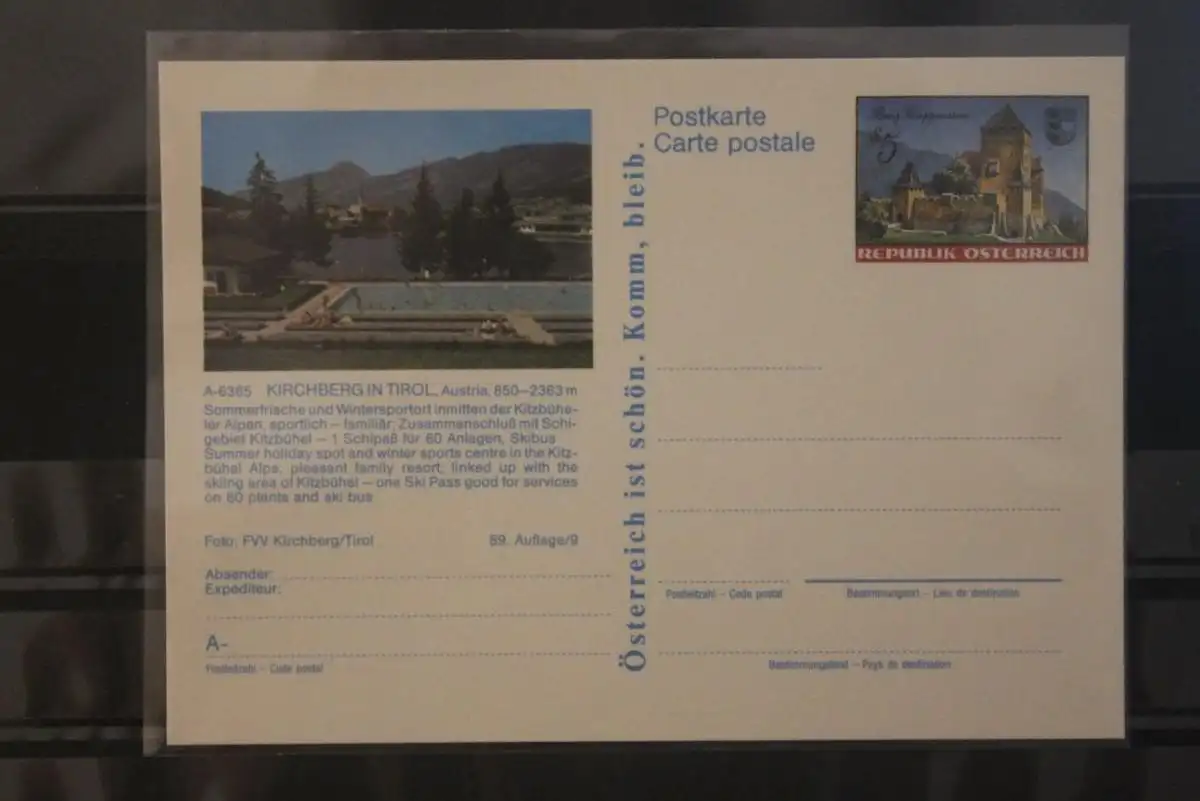 Postkarte
Carte postale
S 5
REPUBLIK ÖSTERREICH
A-6365 KIRCHBERG IN TIROL, Austria, 850—2363 m
Sommerfrische und Wintersportort inmitten der Kitzbühe-
ler Alpen, sportlich – familiär; Zusammenschluß mit Schi-
gebiet Kitzbühel – 1 Schipaß für 60 Anlagen, Skibus
Summer holiday spot and winter sports centre in the Kitz-
bühel Alps, pleasant family resort, linked up with the
skiing area of Kitzbühel – one Ski Pass good for services
on 60 plants and ski bus
Foto: FVV Kirchberg/Tirol 59. Auflage/9
Absender:
Expéditeur:
A-
Postleitzahl – Code postal
Österreich ist schön. Komm, bleib.
Postleitzahl – Code postal Bestimmungsort – Lieu de destination
Bestimmungsland – Pays de destination